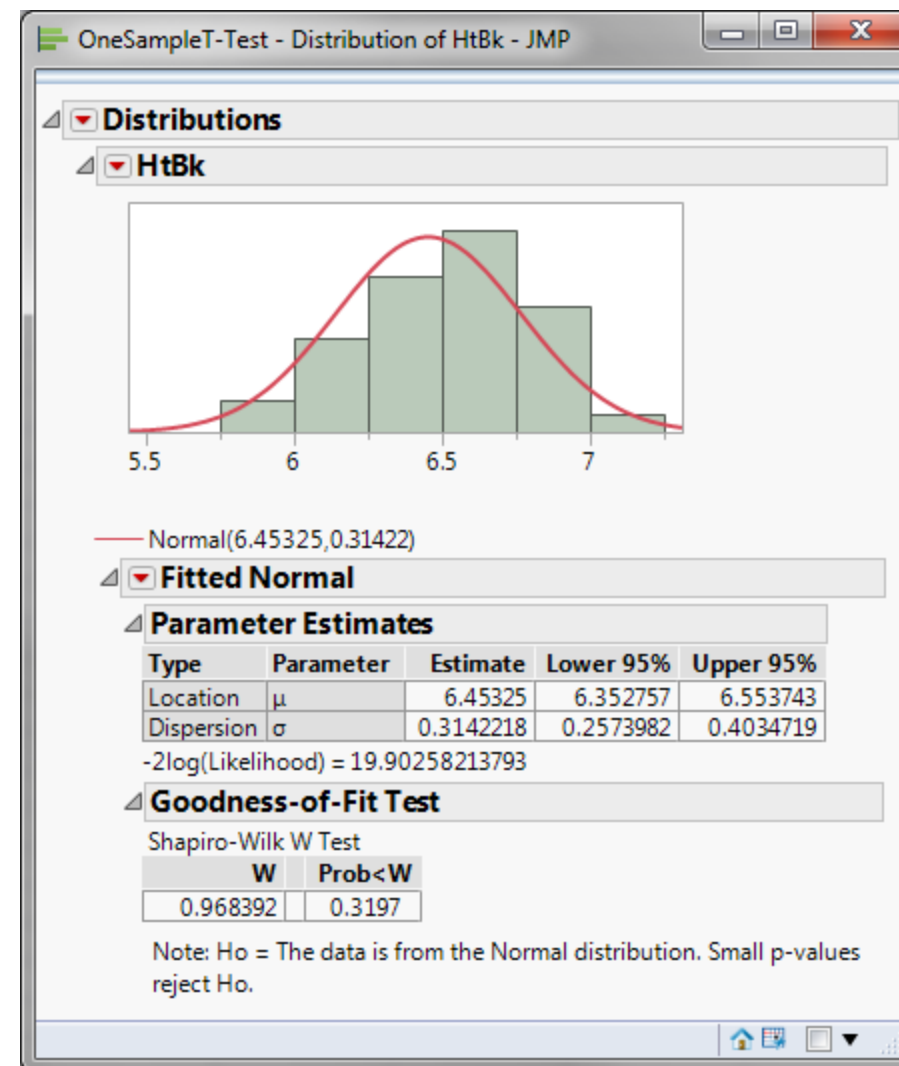 OneSampleT-Test - Distribution of HtBk - JMP
Distributions
HtBk
5.5 6 6.5 7
Normal(6.45325,0.31422)
Fitted Normal
Parameter Estimates
Type Parameter Estimate Lower 95% Upper 95%
Location μ 6.45325 6.352757 6.553743
Dispersion σ 0.3142218 0.2573982 0.4034719
-2log(Likelihood) = 19.90258213793
Goodness-of-Fit Test
Shapiro-Wilk W Test
W Prob<W
0.968392 0.3197
Note: Ho = The data is from the Normal distribution. Small p-values
reject Ho.